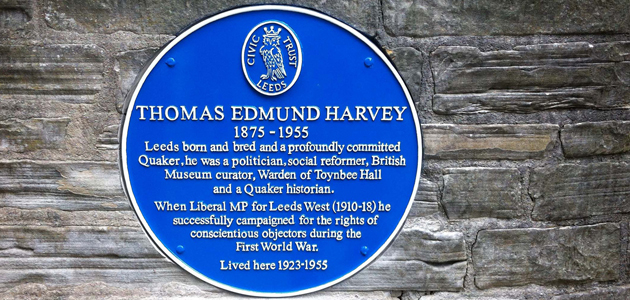 CIVIC TRUST
LEEDS
THOMAS EDMUND HARVEY
1875 - 1955
Leeds born and bred and a profoundly committed
Quaker, he was a politician, social reformer, British
Museum curator, Warden of Toynbee Hall
and a Quaker historian.
When Liberal MP for Leeds West (1910-18) he
successfully campaigned for the rights of
conscientious objectors during the
First World War.
Lived here 1923-1955